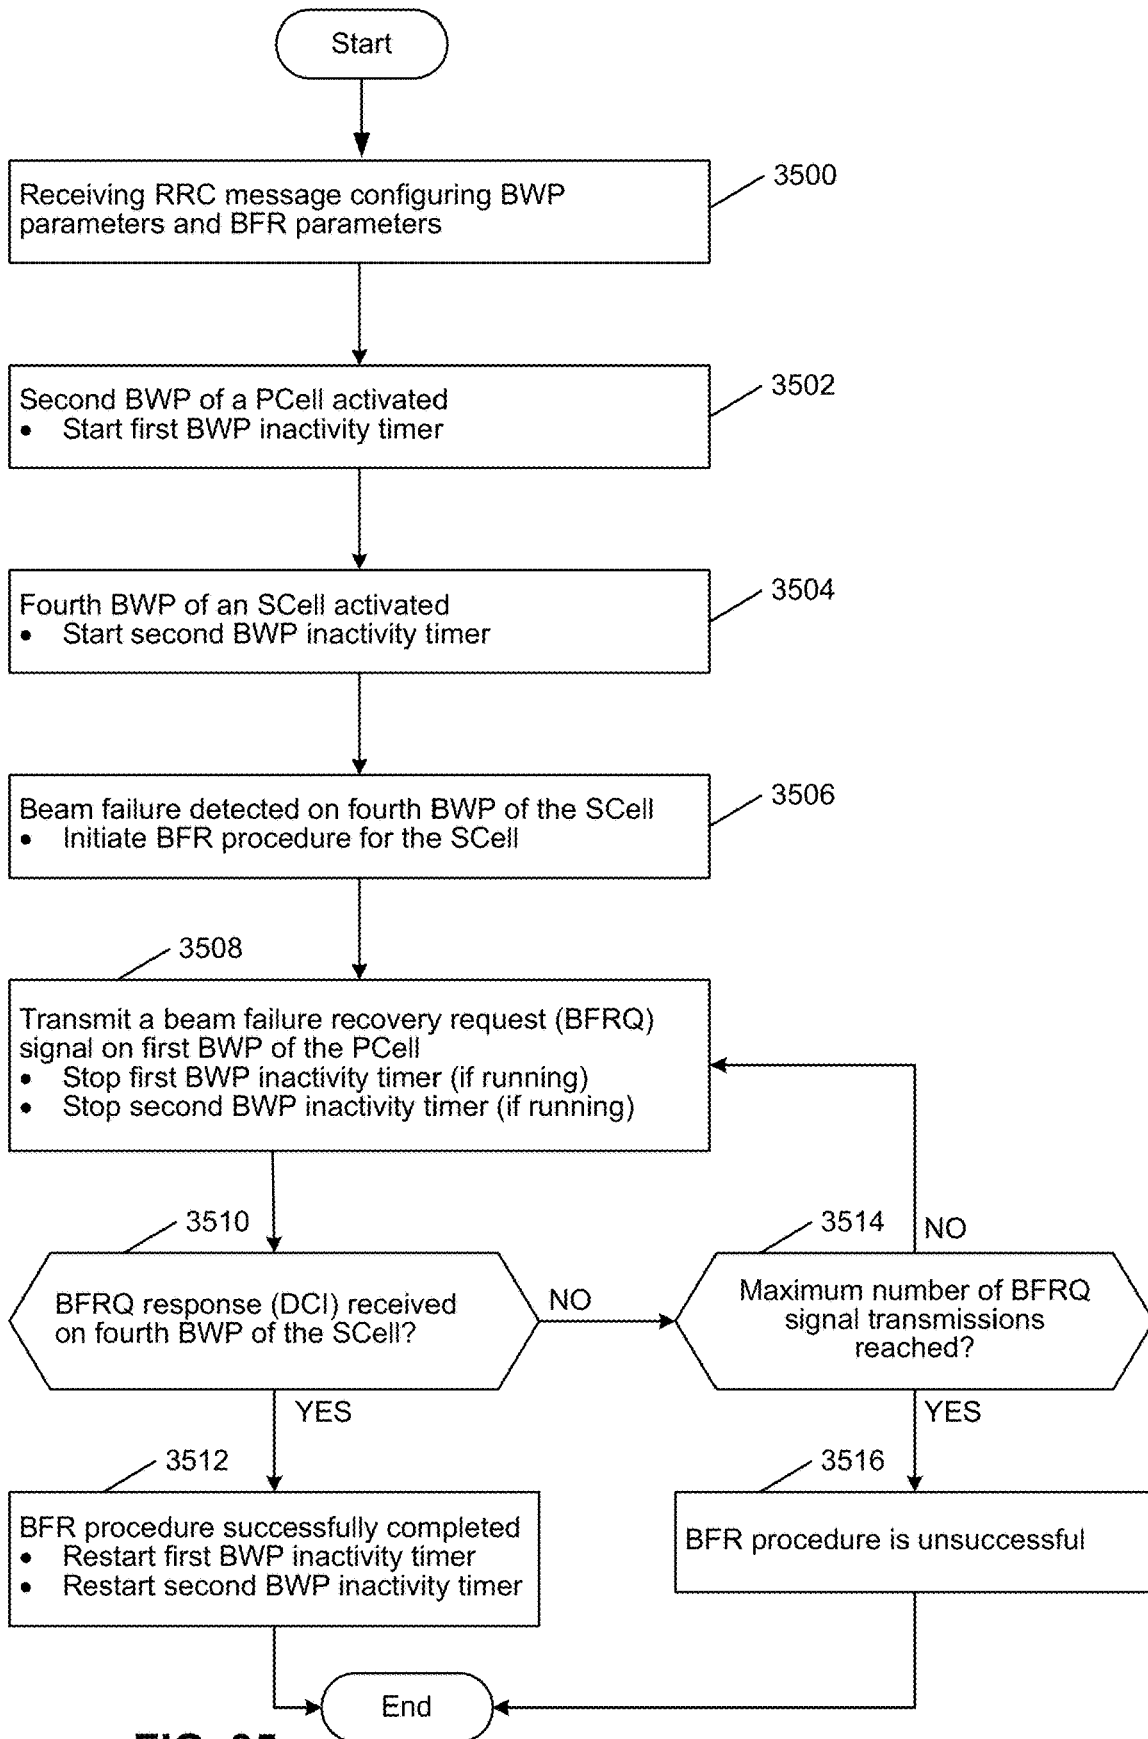 Start
3500
Receiving RRC message configuring BWP
parameters and BFR parameters
3502
Second BWP of a PCell activated
• Start first BWP inactivity timer
3504
Fourth BWP of an SCell activated
• Start second BWP inactivity timer
3506
Beam failure detected on fourth BWP of the SCell
• Initiate BFR procedure for the SCell
3508
Transmit a beam failure recovery request (BFRQ)
signal on first BWP of the PCell
• Stop first BWP inactivity timer (if running)
• Stop second BWP inactivity timer (if running)
3510
BFRQ response (DCI) received
on fourth BWP of the SCell?
NO
3514
NO
Maximum number of BFRQ
signal transmissions
reached?
YES
YES
3512
BFR procedure successfully completed
• Restart first BWP inactivity timer
• Restart second BWP inactivity timer
3516
BFR procedure is unsuccessful
End